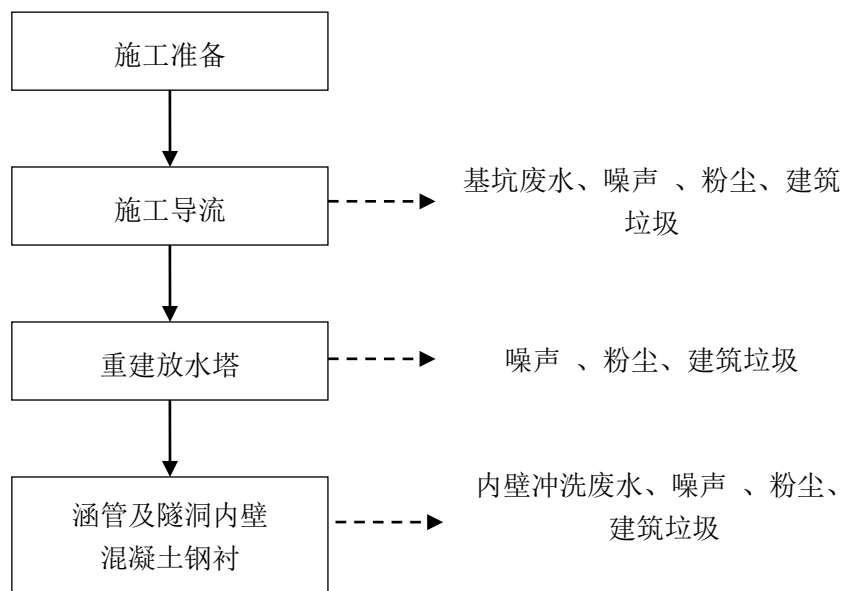 施工准备
施工导流
基坑废水、噪声 、粉尘、建筑
垃圾
重建放水塔
噪声 、粉尘、建筑垃圾
涵管及隧洞内壁
混凝土钢衬
内壁冲洗废水、噪声 、粉尘、
建筑垃圾